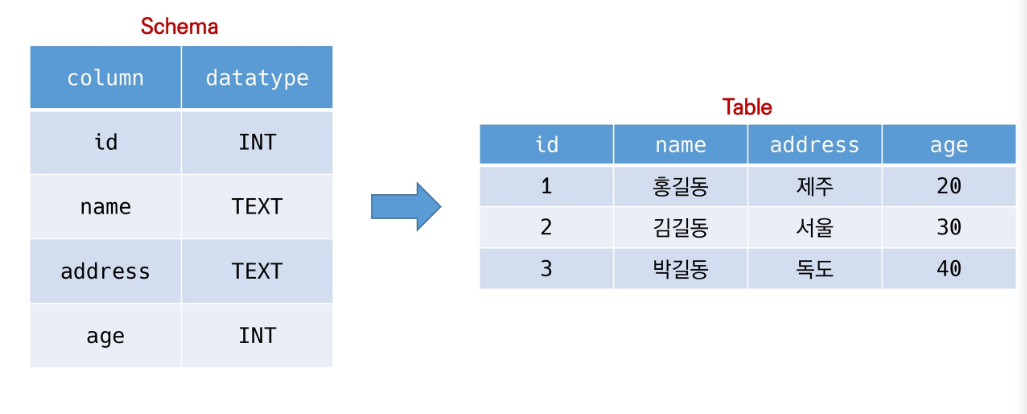 Schema
column datatype
id INT
name TEXT
address TEXT
age INT
Table
id name address age
1 홍길동 제주 20
2 김길동 서울 30
3 박길동 독도 40